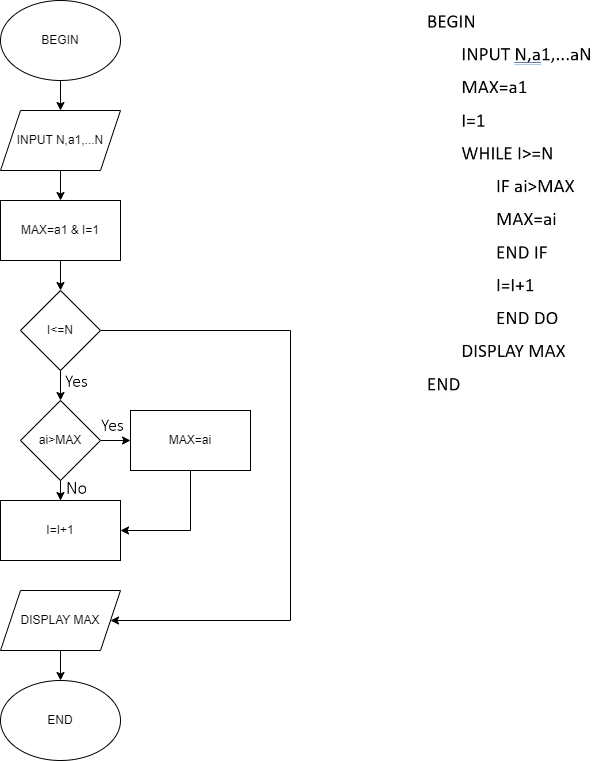 BEGIN
INPUT N,a1,...N
MAX=a1 & I=1
I<=N
Yes
ai>MAX
Yes
MAX=ai
No
I=I+1
DISPLAY MAX
END
BEGIN
INPUT N,a1,...aN
MAX=a1
I=1
WHILE I>=N
IF ai>MAX
MAX=ai
END IF
I=I+1
END DO
DISPLAY MAX
END